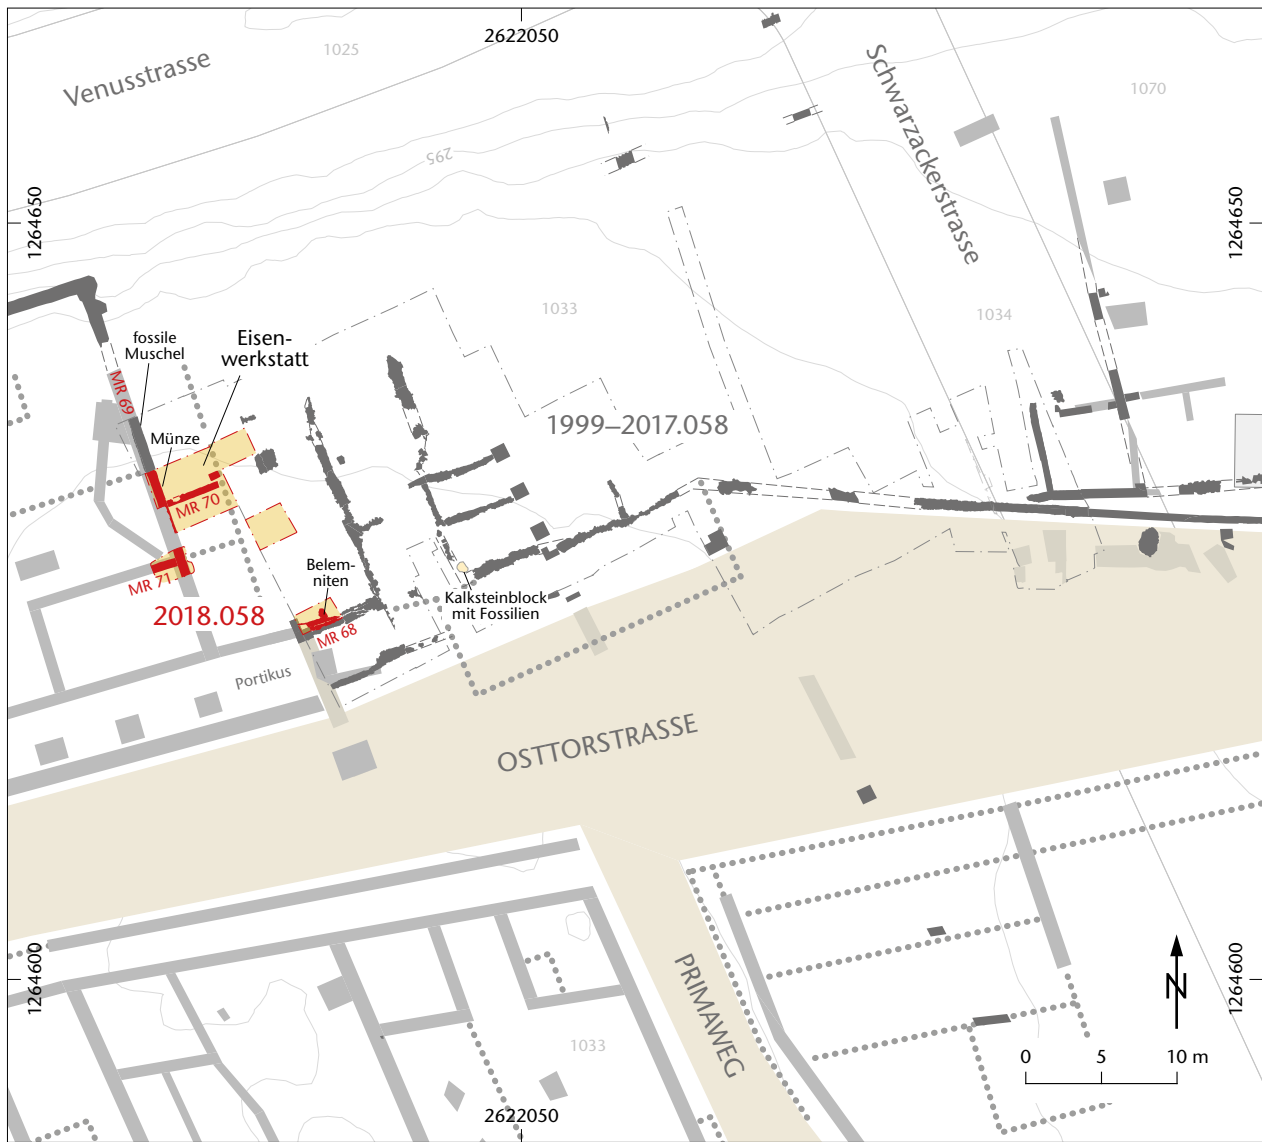 2622050
1025
Venusstrasse
Schwarzackerstrasse
1070
295
1264650
1264650
1033
1034
fossile
Muschel
Eisen-
werkstatt
MR 69
Münze
1999–2017.058
MR 70
Belem-
niten
MR 71
Kalksteinblock
mit Fossilien
2018.058
MR 68
Portikus
OSTTORSTRASSE
PRIMAWEG
1264600
1264600
N
1033
0 5 10 m
2622050